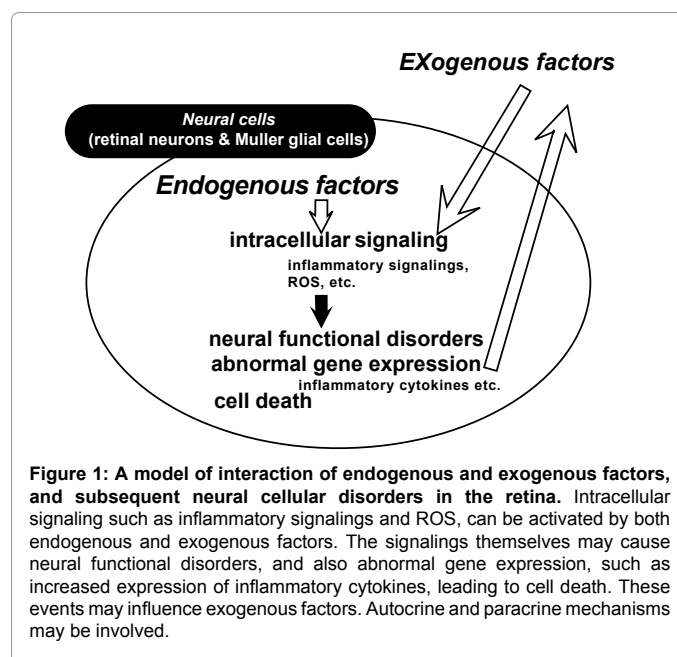 EXogenous factors
Neural cells
(retinal neurons & Muller glial cells)
Endogenous factors
intracellular signaling
inflammatory signalings,
ROS, etc.
neural functional disorders
abnormal gene expression
inflammatory cytokines etc.
cell death
Figure 1: A model of interaction of endogenous and exogenous factors,
and subsequent neural cellular disorders in the retina. Intracellular
signaling such as inflammatory signalings and ROS, can be activated by both
endogenous and exogenous factors. The signalings themselves may cause
neural functional disorders, and also abnormal gene expression, such as
increased expression of inflammatory cytokines, leading to cell death. These
events may influence exogenous factors. Autocrine and paracrine mechanisms
may be involved.